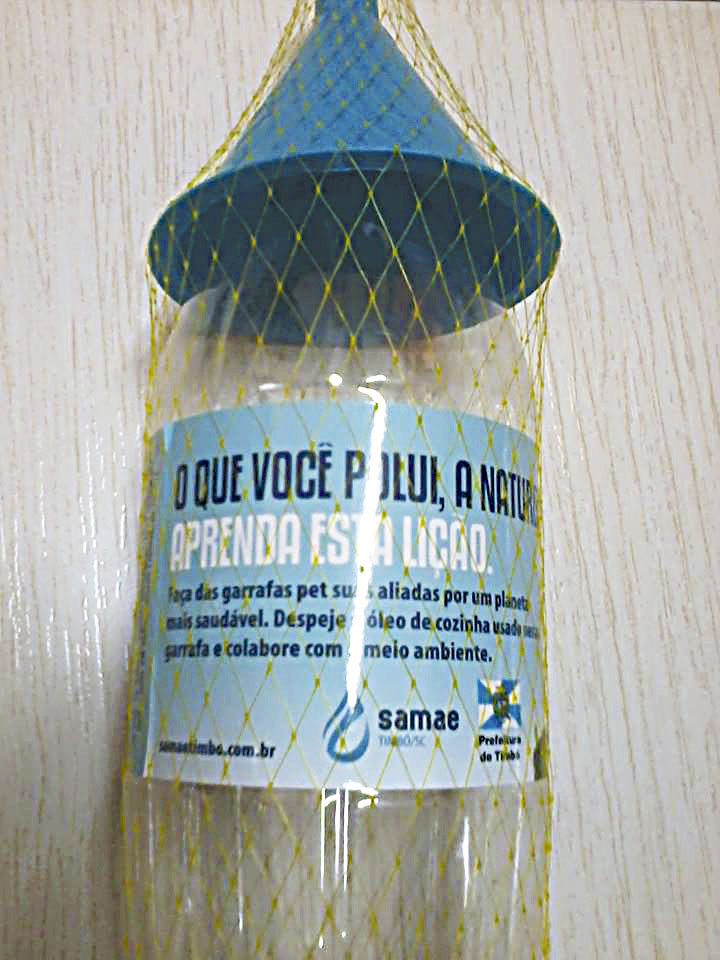 O QUE VOCÊ POLUI, A NATUR
APRENDA ESTA LIÇÃO.
Faça das garrafas pet suas aliadas por um planeta
mais saudável. Despeje o óleo de cozinha usado
garrafa e colabore com o meio ambiente.
samae
TIMBÓ/SC
Prefeitura
de Timbó
samaetimbo.com.br